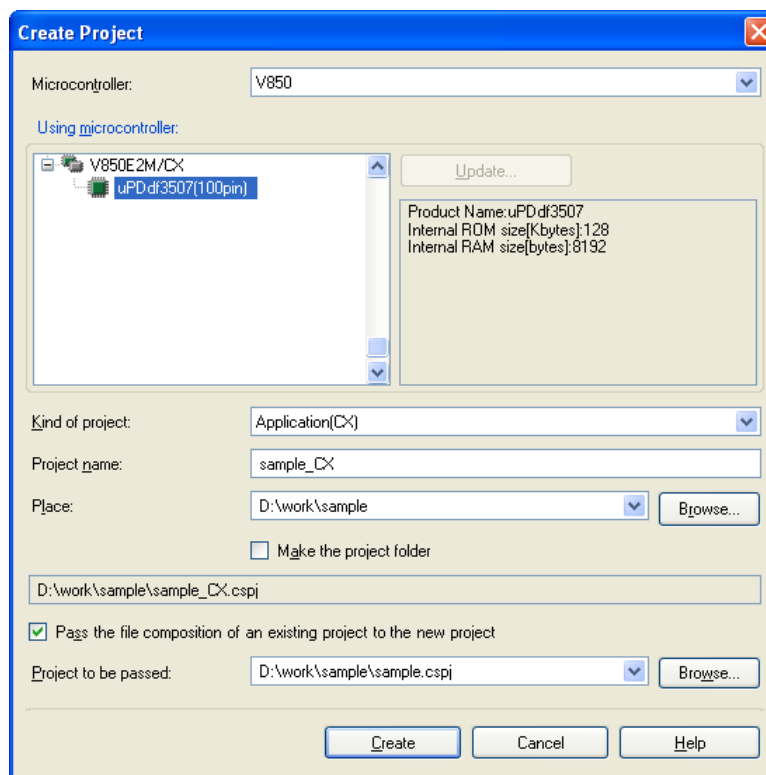 Create Project
Microcontroller: V850
Using microcontroller:
V850E2M/CX
uPDdf3507(100pin)
Update...
Product Name:uPDdf3507
Internal ROM size[Kbytes]:128
Internal RAM size[bytes]:8192
Kind of project: Application(CX)
Project name: sample_CX
Place: D:\work\sample Browse...
Make the project folder
D:\work\sample\sample_CX.cspj
Pass the file composition of an existing project to the new project
Project to be passed: D:\work\sample\sample.cspj Browse...
Create Cancel Help